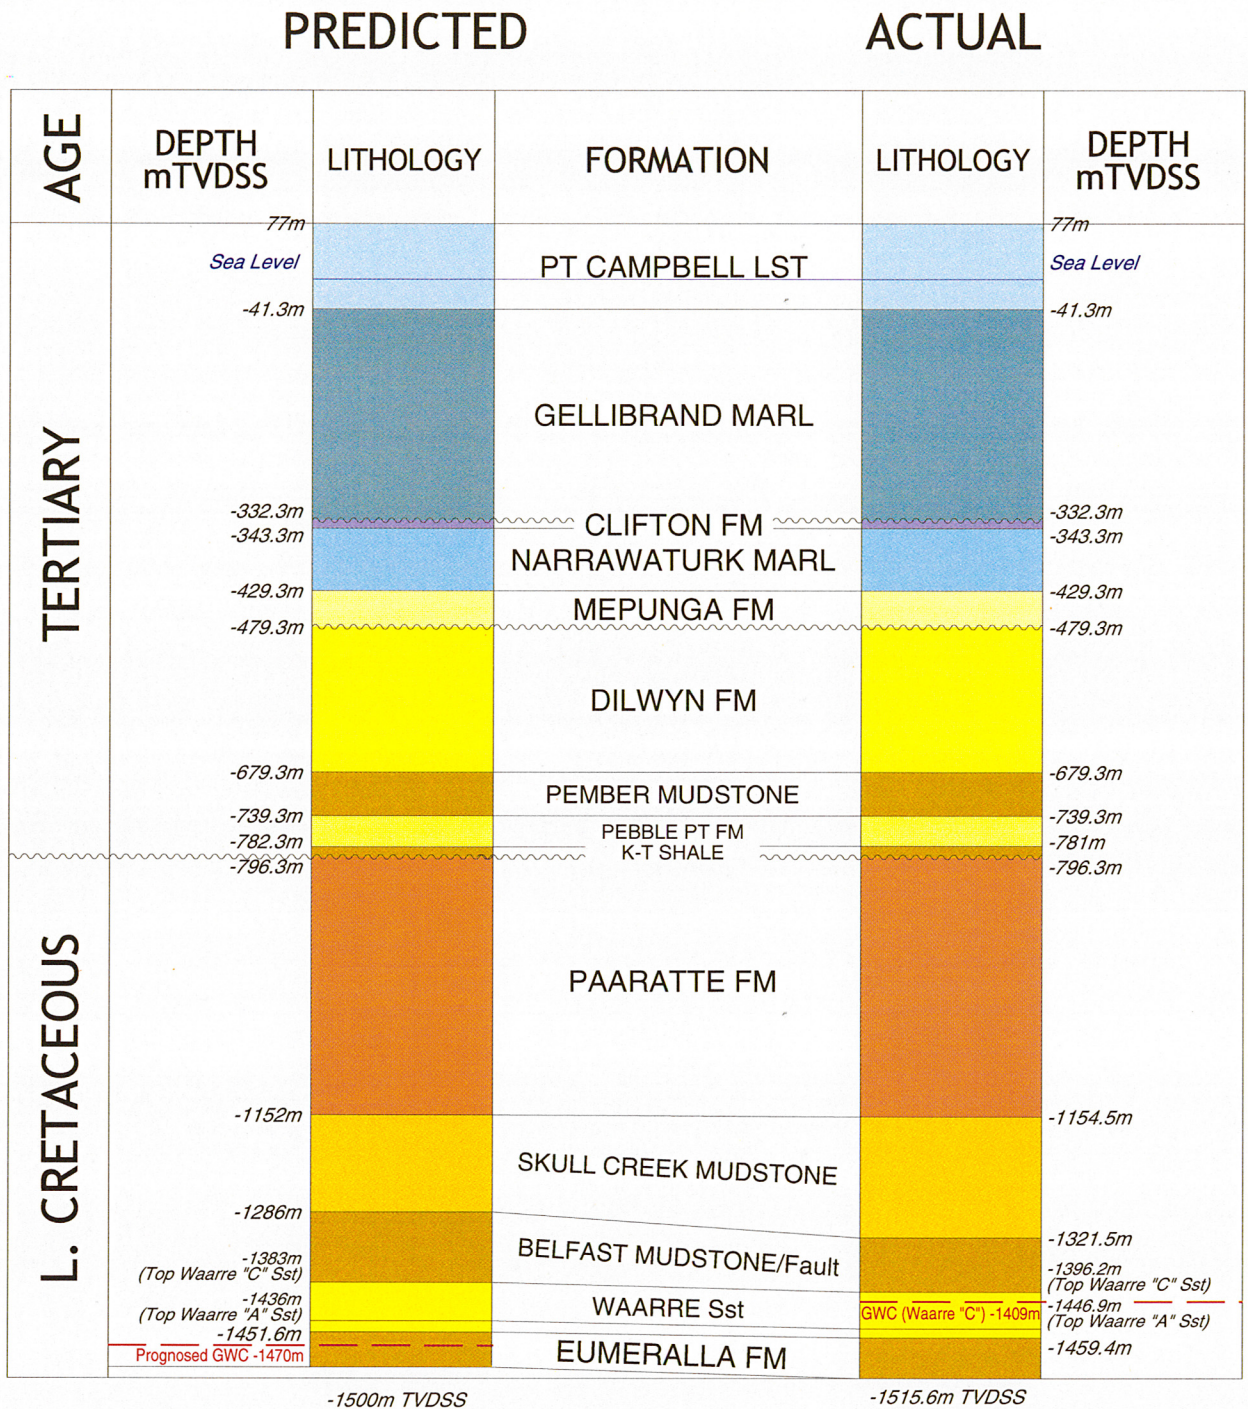 PREDICTED ACTUAL
AGE
DEPTH mTVDSS
LITHOLOGY
FORMATION
LITHOLOGY
DEPTH mTVDSS
77m 77m
Sea Level PT CAMPBELL LST Sea Level
-41.3m -41.3m
TERTIARY
GELLIBRAND MARL
-332.3m -332.3m
CLIFTON FM
-343.3m -343.3m
NARRAWATURK MARL
-429.3m -429.3m
MEPUNGA FM
-479.3m -479.3m
DILWYN FM
-679.3m -679.3m
PEMBER MUDSTONE
-739.3m -739.3m
PEBBLE PT FM
-782.3m -781m
K-T SHALE
-796.3m -796.3m
L. CRETACEOUS
PAARATTE FM
-1152m -1154.5m
SKULL CREEK MUDSTONE
-1286m -1321.5m
BELFAST MUDSTONE/Fault
-1383m -1396.2m
(Top Waarre "C" Sst) (Top Waarre "C" Sst)
-1436m WAARRE Sst GWC (Waarre "C") -1409m -1446.9m
(Top Waarre "A" Sst) (Top Waarre "A" Sst)
-1451.6m -1459.4m
Prognosed GWC -1470m EUMERALLA FM
-1500m TVDSS -1515.6m TVDSS